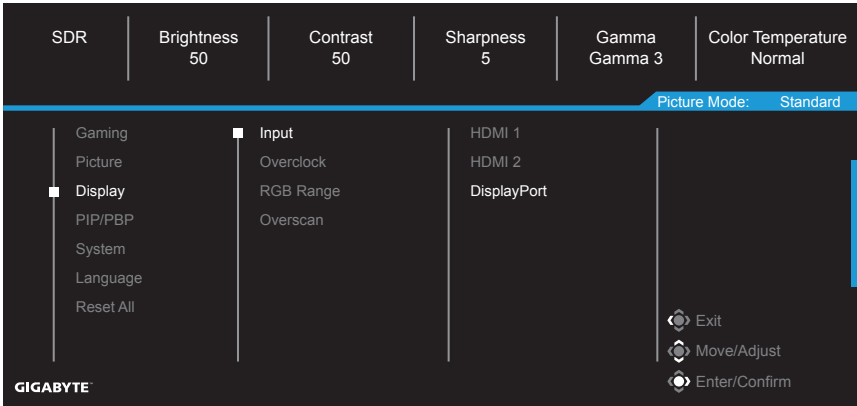 SDR Brightness Contrast Sharpness Gamma Color Temperature
50 50 5 Gamma 3 Normal
Picture Mode: Standard
Gaming Input HDMI 1
Picture Overclock HDMI 2
Display RGB Range DisplayPort
PIP/PBP Overscan
System
Language
Reset All
Exit
Move/Adjust
GIGABYTE™ Enter/Confirm